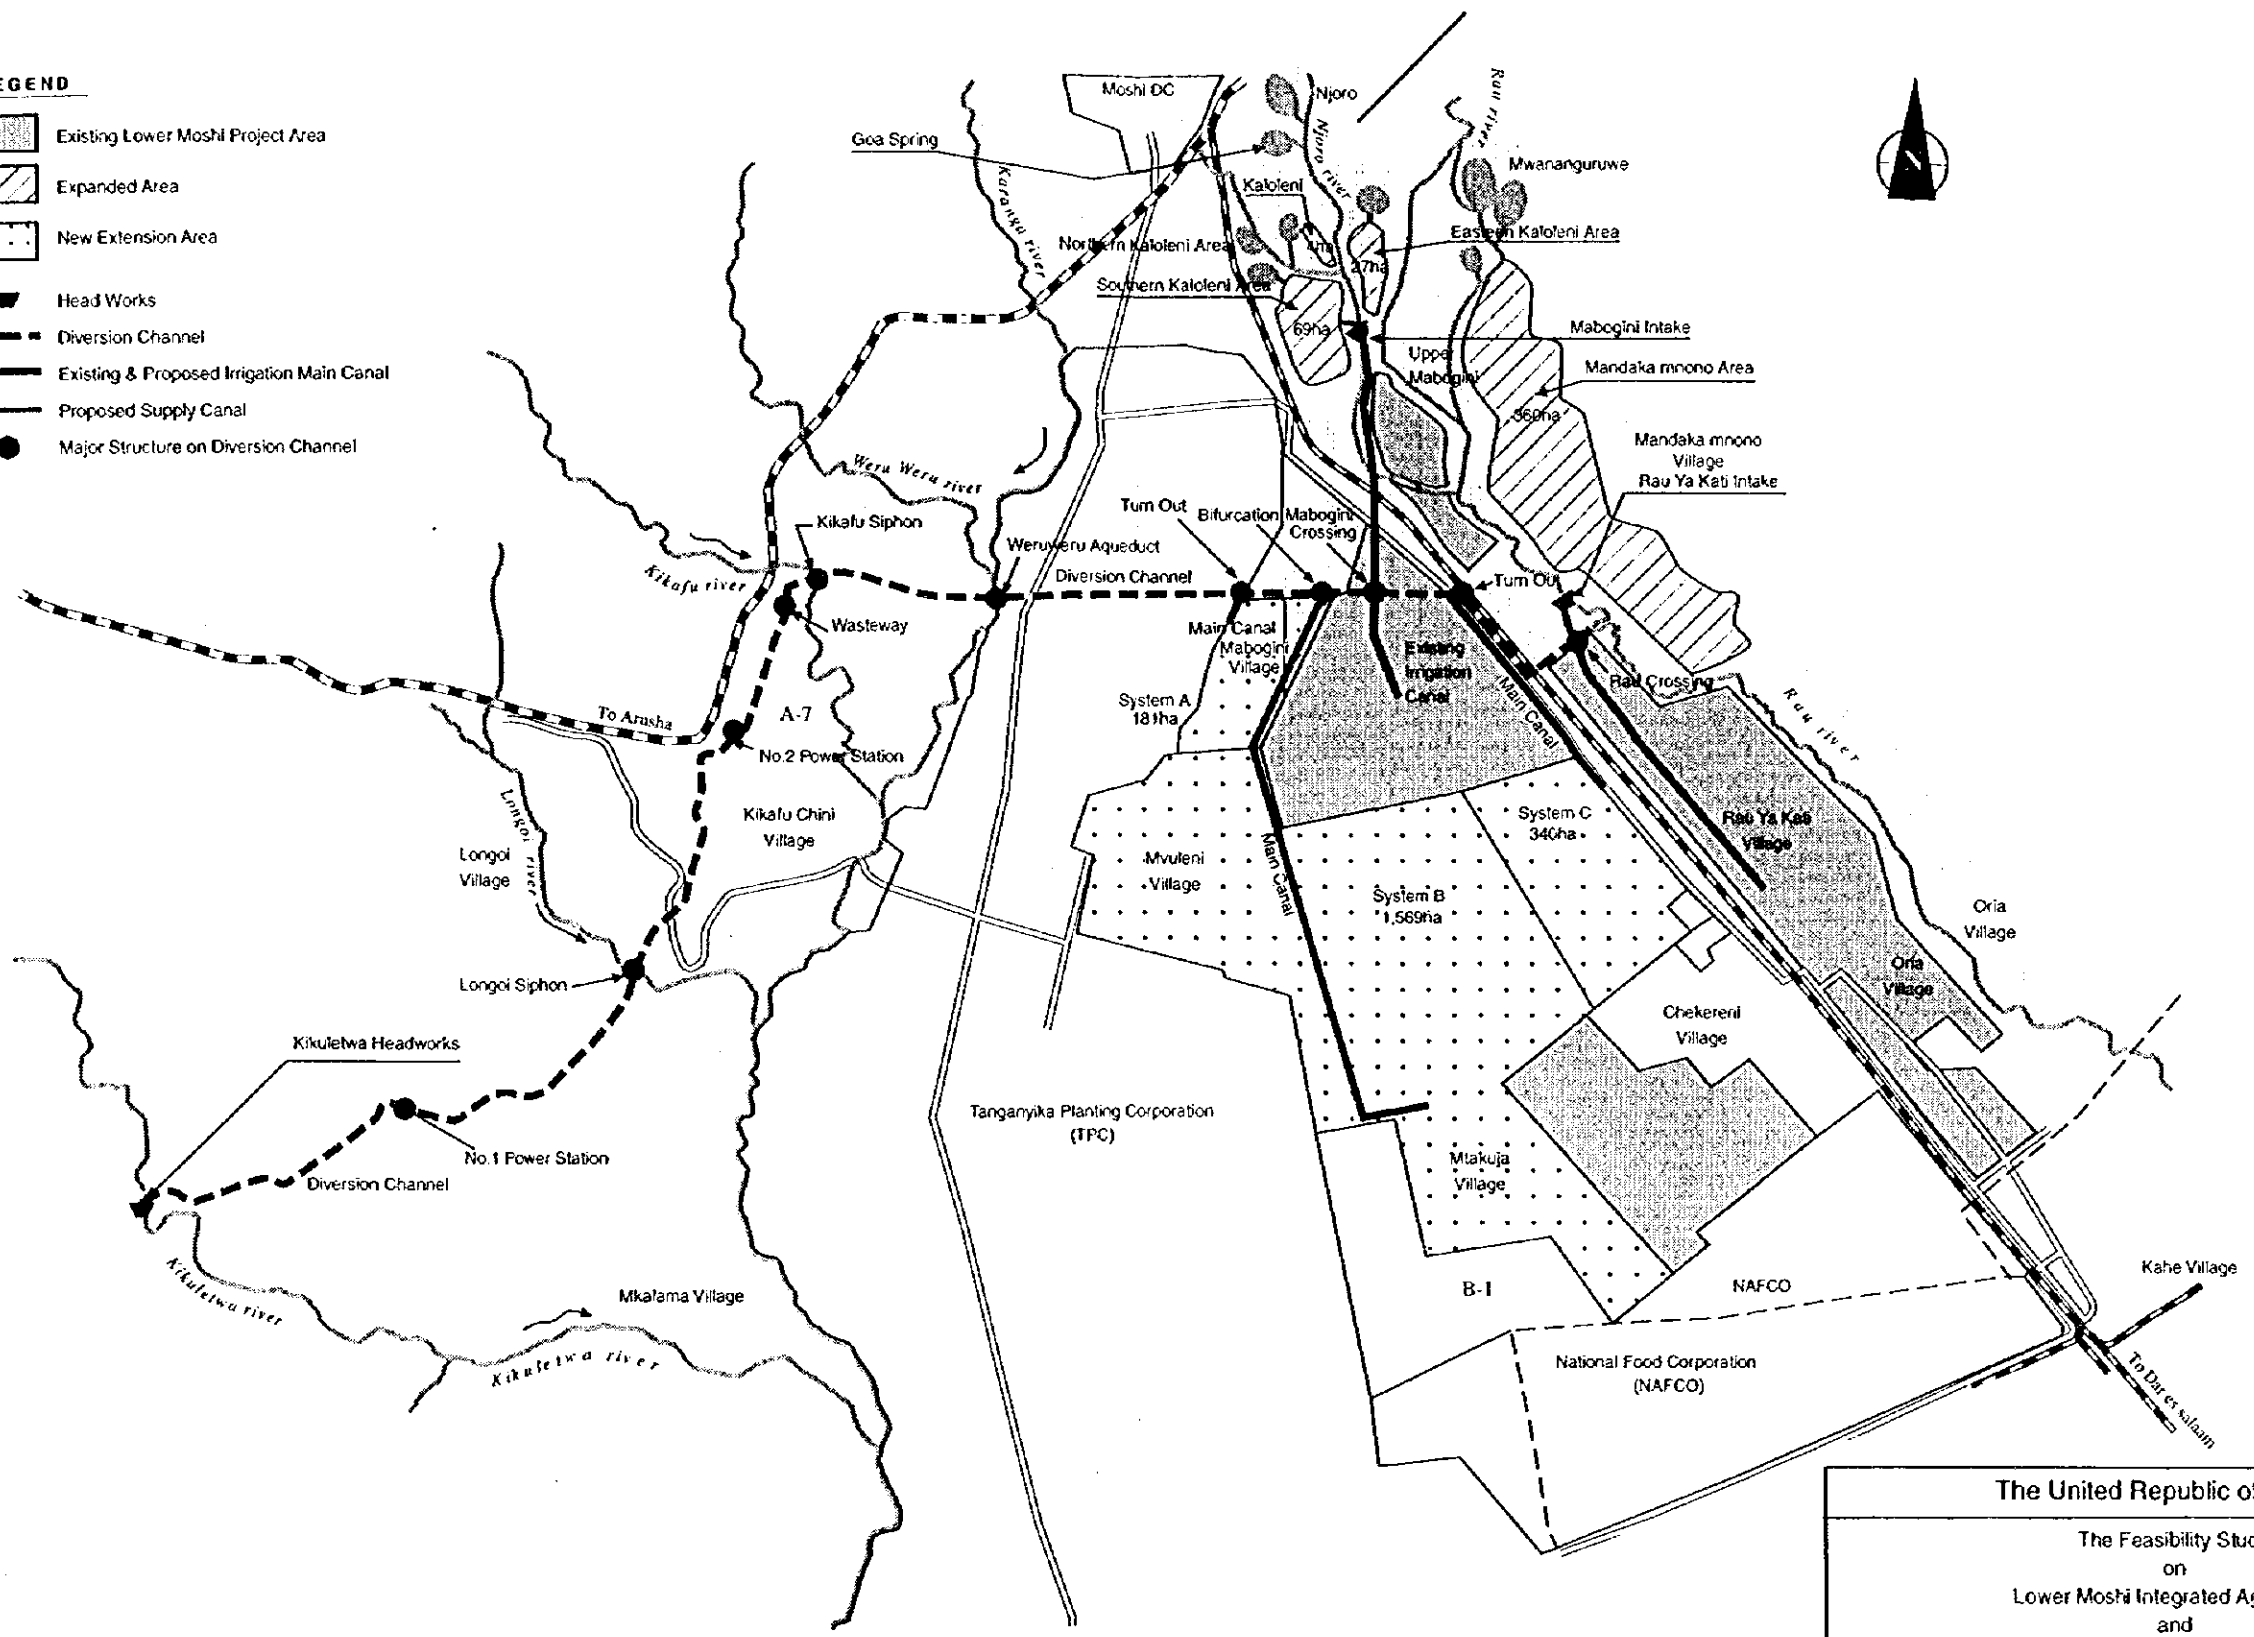 EGEND
Existing Lower Moshi Project Area
Expanded Area
New Extension Area
Head Works
Diversion Channel
Existing & Proposed Irrigation Main Canal
Proposed Supply Canal
Major Structure on Diversion Channel
Moshi DC
Njoro
Njoro river
Rau river
Goa Spring
Mwananguruwe
Karanga river
Kaloleni
Northern Kaloleni Area
Eastern Kaloleni Area
27ha
Southern Kaloleni Area
69ha
Mabogini Intake
Upper
Mabogini
Mandaka mnono Area
360ha
Mandaka mnono
Village
Rau Ya Kati Intake
Weru Weru river
Kikafu Siphon
Turn Out
Bifurcation
Mabogini
Crossing
Weruweru Aqueduct
Kikafu river
Diversion Channel
Turn Out
Wasteway
Main Canal
Mabogini
Village
Existing
Irrigation
Canal
Rau Crossing
Main Canal
Rau river
System A
181ha
To Arusha
A-7
No.2 Power Station
Longoi river
Kikafu Chini
Village
System C
340ha
Rau Ya Kati
Village
Longoi
Village
Mvuleni
Village
Main Canal
System B
1,569ha
Oria
Village
Oria
Village
Longoi Siphon
Chekereni
Village
Kikuletwa Headworks
Tanganyika Planting Corporation
(TPC)
No.1 Power Station
Diversion Channel
Mtakuja
Village
Kikuletwa river
Mkalama Village
Kikuletwa river
B-1
NAFCO
Kahe Village
National Food Corporation
(NAFCO)
To Dar es salaam
The United Republic of
The Feasibility Stud
on
Lower Moshi Integrated Ag
and